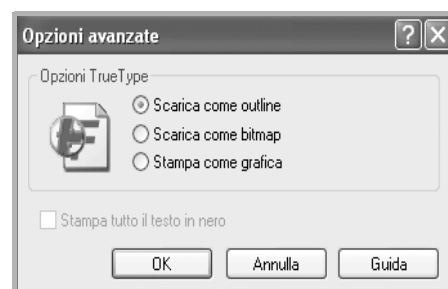 Opzioni avanzate
Opzioni TrueType
Scarica come outline
Scarica come bitmap
Stampa come grafica
Stampa tutto il testo in nero
OK Annulla Guida